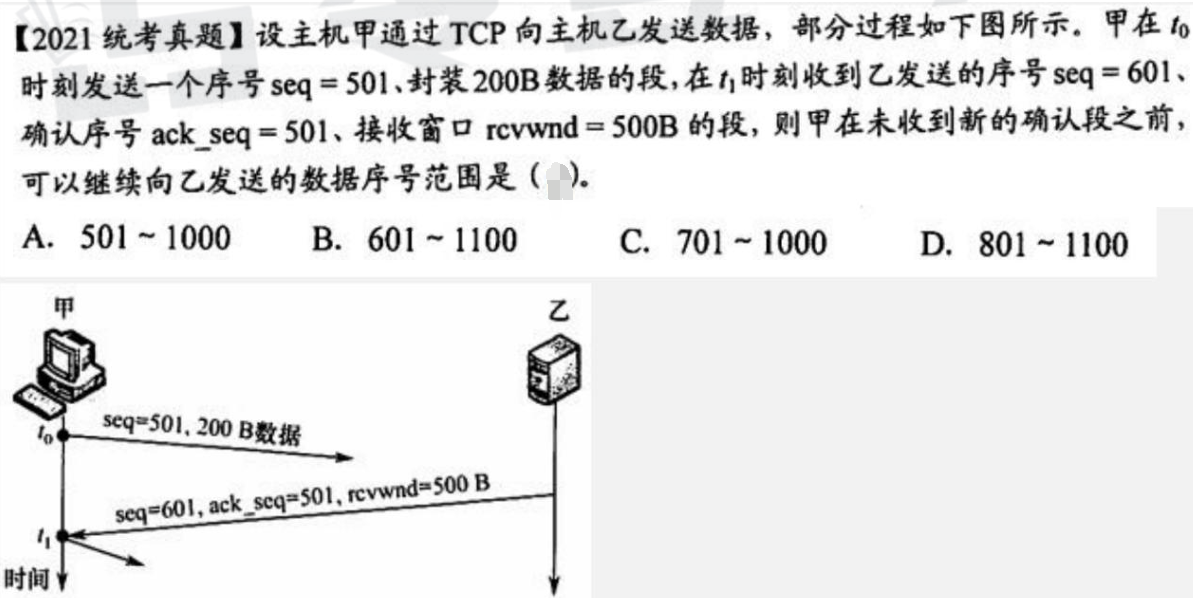 【2021 统考真题】设主机甲通过 TCP 向主机乙发送数据，部分过程如下图所示。甲在 t₀
时刻发送一个序号 seq = 501、封装 200B 数据的段，在 t₁ 时刻收到乙发送的序号 seq = 601、
确认序号 ack_seq = 501、接收窗口 rcvwnd = 500B 的段，则甲在未收到新的确认段之前，
可以继续向乙发送的数据序号范围是（ ）。
A. 501 ~ 1000 B. 601 ~ 1100 C. 701 ~ 1000 D. 801 ~ 1100
甲 乙
t₀ seq=501, 200 B数据
seq=601, ack_seq=501, rcvwnd=500 B
t₁
时间